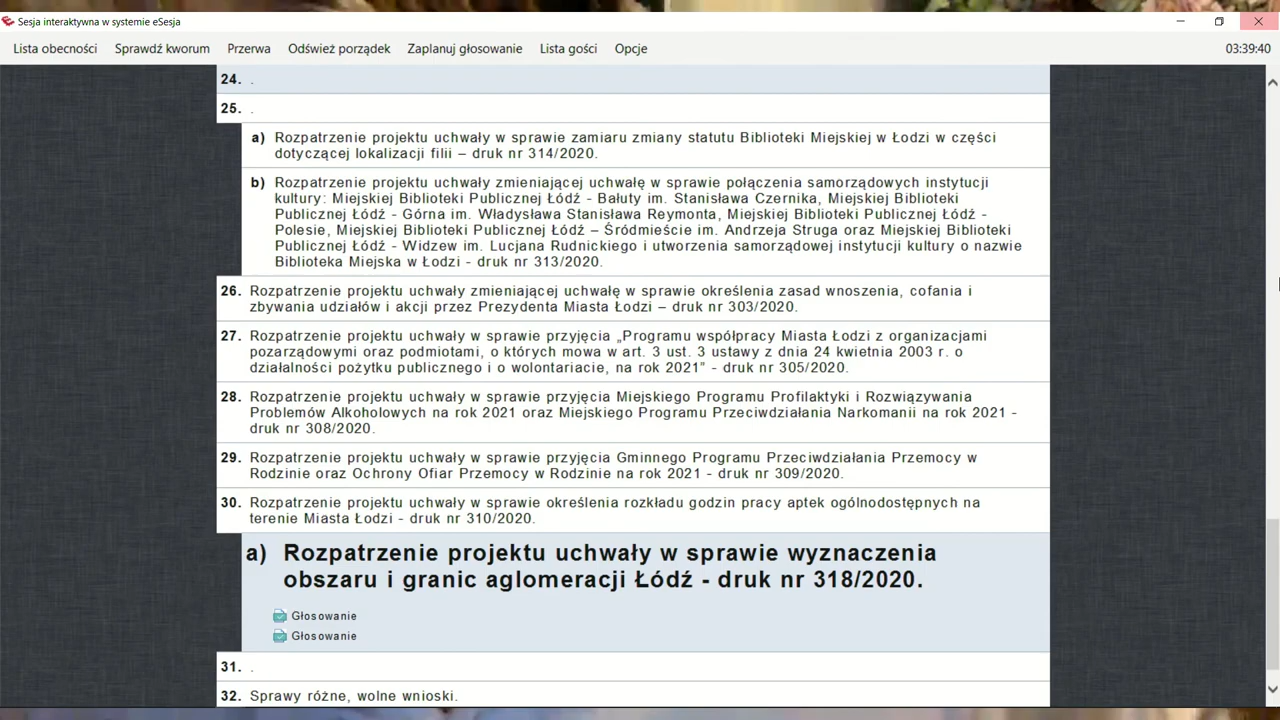 Sesja interaktywna w systemie eSesja
Lista obecności Sprawdź kworum Przerwa Odśwież porządek Zaplanuj głosowanie Lista gości Opcje 03:39:40
24. .
25. .
a) Rozpatrzenie projektu uchwały w sprawie zamiaru zmiany statutu Biblioteki Miejskiej w Łodzi w części
dotyczącej lokalizacji filii – druk nr 314/2020.
b) Rozpatrzenie projektu uchwały zmieniającej uchwałę w sprawie połączenia samorządowych instytucji
kultury: Miejskiej Biblioteki Publicznej Łódź - Bałuty im. Stanisława Czernika, Miejskiej Biblioteki
Publicznej Łódź - Górna im. Władysława Stanisława Reymonta, Miejskiej Biblioteki Publicznej Łódź -
Polesie, Miejskiej Biblioteki Publicznej Łódź – Śródmieście im. Andrzeja Struga oraz Miejskiej Biblioteki
Publicznej Łódź - Widzew im. Lucjana Rudnickiego i utworzenia samorządowej instytucji kultury o nazwie
Biblioteka Miejska w Łodzi - druk nr 313/2020.
26. Rozpatrzenie projektu uchwały zmieniającej uchwałę w sprawie określenia zasad wnoszenia, cofania i
zbywania udziałów i akcji przez Prezydenta Miasta Łodzi – druk nr 303/2020.
27. Rozpatrzenie projektu uchwały w sprawie przyjęcia „Programu współpracy Miasta Łodzi z organizacjami
pozarządowymi oraz podmiotami, o których mowa w art. 3 ust. 3 ustawy z dnia 24 kwietnia 2003 r. o
działalności pożytku publicznego i o wolontariacie, na rok 2021” - druk nr 305/2020.
28. Rozpatrzenie projektu uchwały w sprawie przyjęcia Miejskiego Programu Profilaktyki i Rozwiązywania
Problemów Alkoholowych na rok 2021 oraz Miejskiego Programu Przeciwdziałania Narkomanii na rok 2021 -
druk nr 308/2020.
29. Rozpatrzenie projektu uchwały w sprawie przyjęcia Gminnego Programu Przeciwdziałania Przemocy w
Rodzinie oraz Ochrony Ofiar Przemocy w Rodzinie na rok 2021 - druk nr 309/2020.
30. Rozpatrzenie projektu uchwały w sprawie określenia rozkładu godzin pracy aptek ogólnodostępnych na
terenie Miasta Łodzi - druk nr 310/2020.
a) Rozpatrzenie projektu uchwały w sprawie wyznaczenia
obszaru i granic aglomeracji Łódź - druk nr 318/2020.
Głosowanie
Głosowanie
31. .
32. Sprawy różne, wolne wnioski.